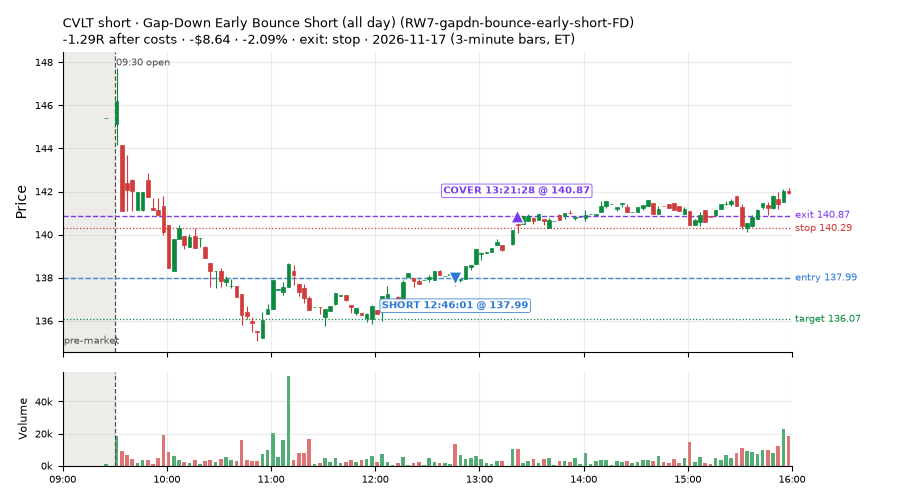 CVLT short · Gap-Down Early Bounce Short (all day) (RW7-gapdn-bounce-early-short-FD)
-1.29R after costs · -$8.64 · -2.09% · exit: stop · 2026-11-17 (3-minute bars, ET)
148
09:30 open
146
144
COVER 13:21:28 @ 140.87
142
exit 140.87
stop 140.29
140
138
entry 137.99
SHORT 12:46:01 @ 137.99
136
target 136.07
pre-market
Price
40k
20k
0k
Volume
09:00
10:00
11:00
12:00
13:00
14:00
15:00
16:00